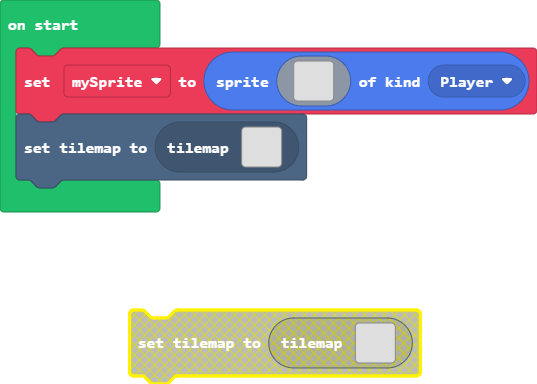 on start
set mySprite to sprite of kind Player
set tilemap to tilemap
set tilemap to tilemap